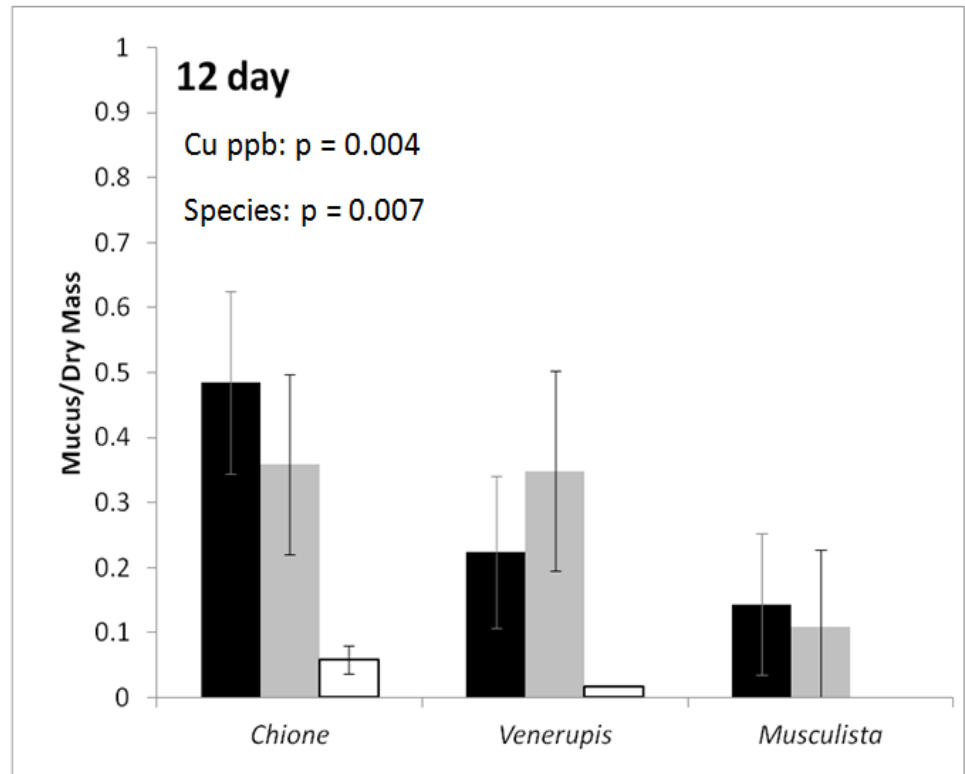 12 day
Cu ppb: p = 0.004
Species: p = 0.007
Mucus/Dry Mass
1
0.9
0.8
0.7
0.6
0.5
0.4
0.3
0.2
0.1
0
Chione Venerupis Musculista